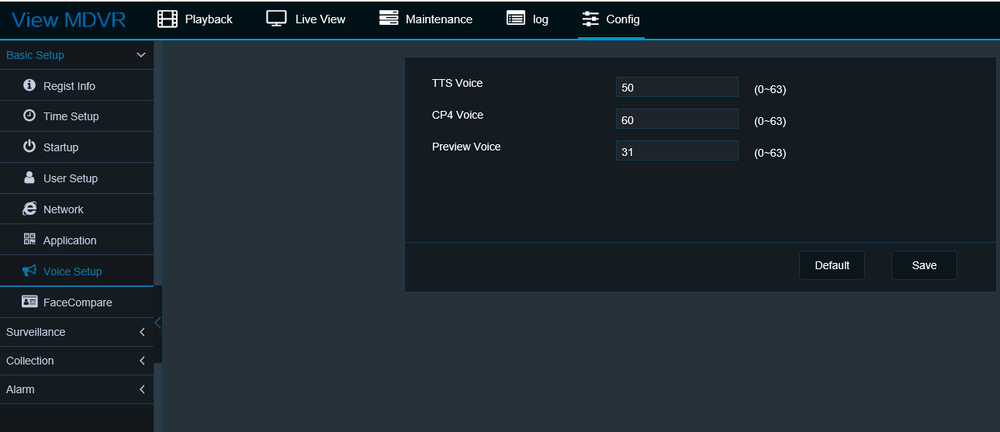 View MDVR
Playback
Live View
Maintenance
log
Config
Basic Setup
Regist Info
Time Setup
Startup
User Setup
Network
Application
Voice Setup
FaceCompare
Surveillance
Collection
Alarm
TTS Voice 50 (0~63)
CP4 Voice 60 (0~63)
Preview Voice 31 (0~63)
Default
Save